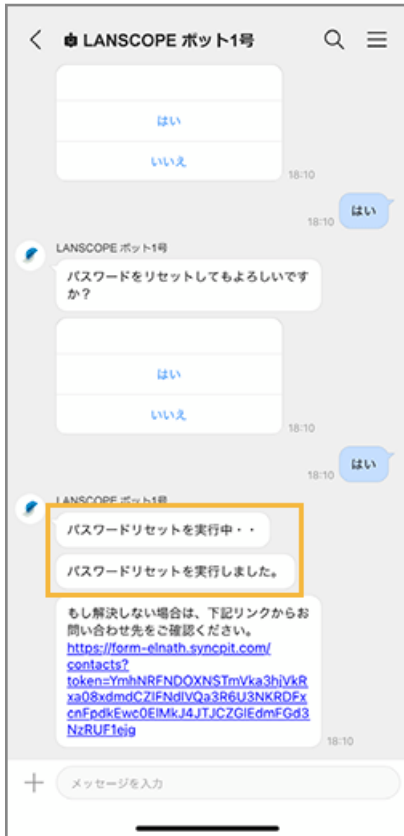 LANSCOPE ボット1号
はい
いいえ
18:10
はい
18:10
LANSCOPE ボット1号
パスワードをリセットしてもよろしいです
か？
はい
いいえ
18:10
はい
18:10
LANSCOPE ボット1号
パスワードリセットを実行中・・
パスワードリセットを実行しました。
もし解決しない場合は、下記リンクからお
問い合わせ先をご確認ください。
https://form-elnath.syncpit.com/
contacts?
token=YmhNRFNDOXNSTmVka3hjVkR
xa08xdmdCZlFNdlVQa3R6U3NKRDFx
cnFpdkEwc0ElMkJ4JTJCZGlEdmFGd3
NzRUF1ejg
18:10
メッセージを入力